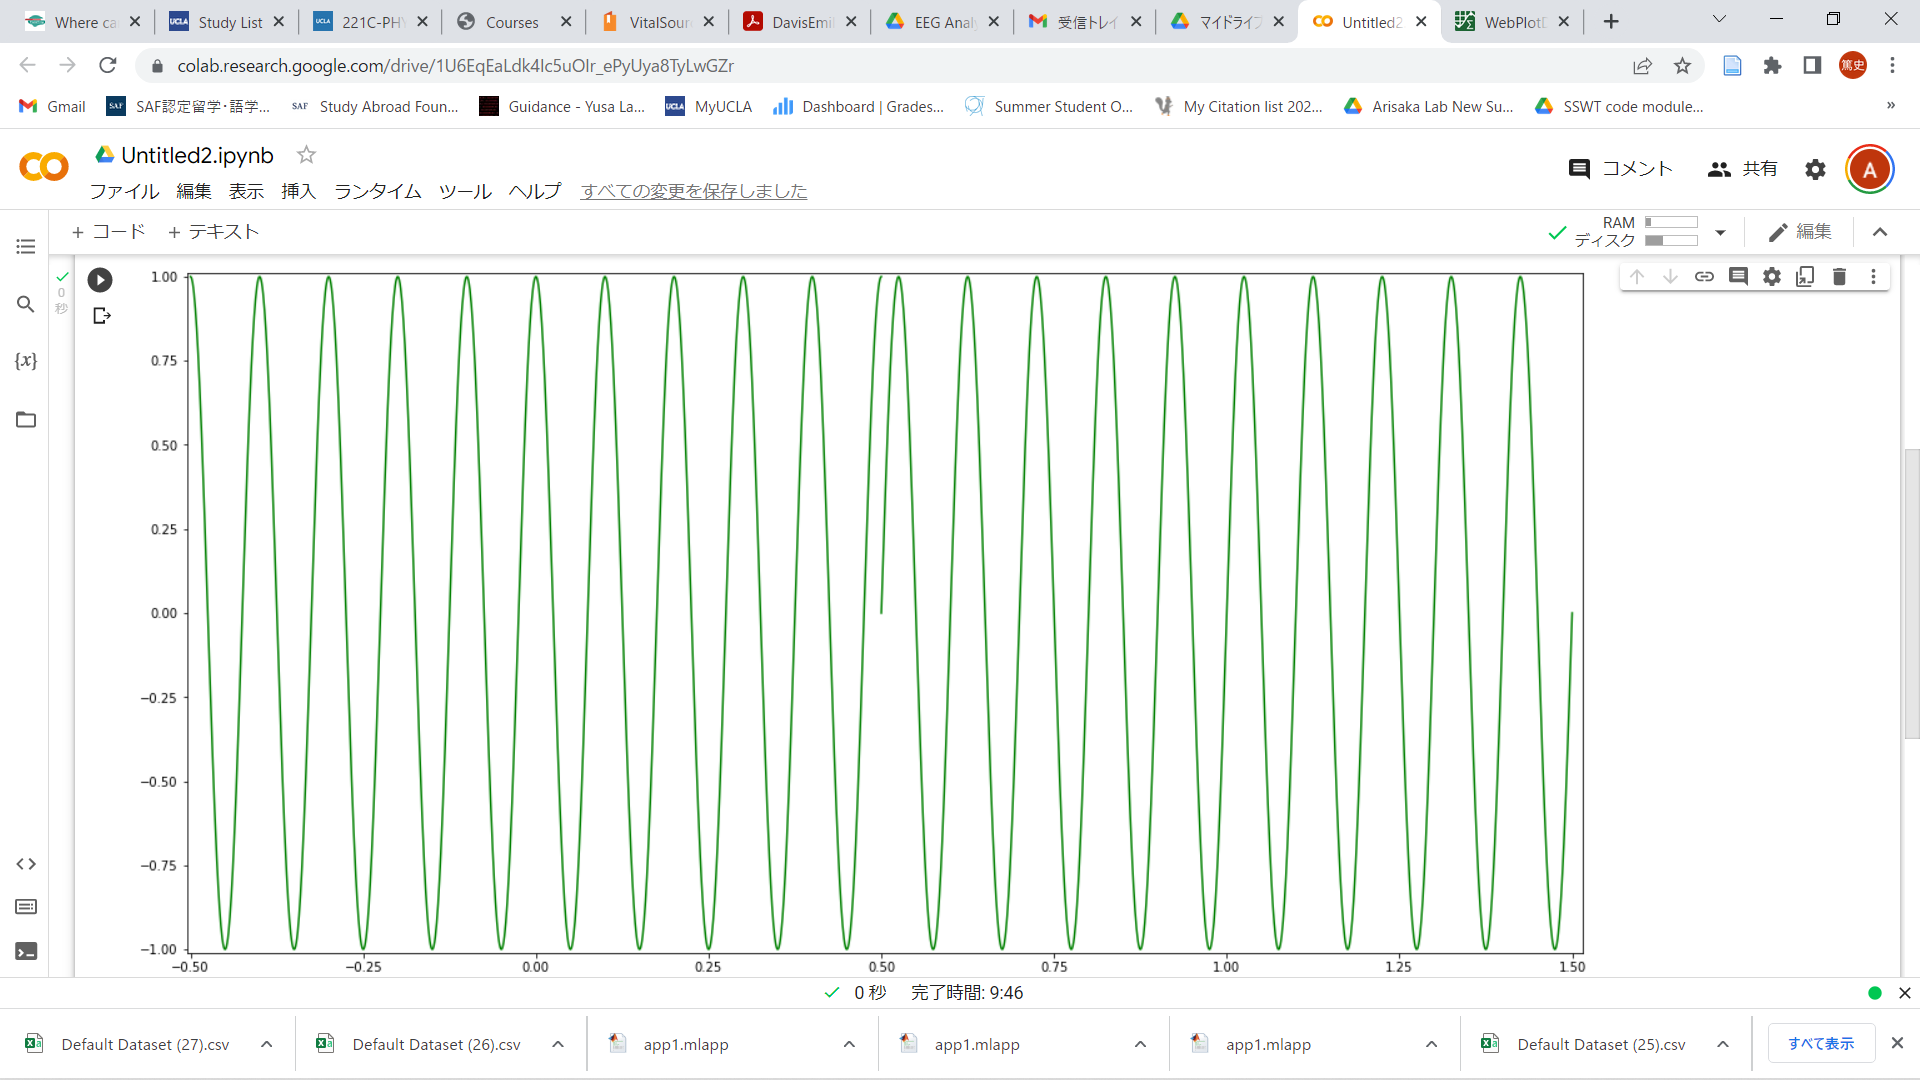 Where ca
Study List
221C-PHY
Courses
VitalSour
DavisEmil
EEG Anal
受信トレイ
マイドライブ
Untitled2
WebPlotD
colab.research.google.com/drive/1U6EqEaLdk4Ic5uOIr_ePyUya8TyLwGZr
篤史
Gmail
SAF認定留学・語学...
Study Abroad Foun...
Guidance - Yusa La...
MyUCLA
Dashboard | Grades...
Summer Student O...
My Citation list 202...
Arisaka Lab New Su...
SSWT code module...
»
Untitled2.ipynb
コメント
共有
A
ファイル 編集 表示 挿入 ランタイム ツール ヘルプ すべての変更を保存しました
+ コード + テキスト
RAM
ディスク
編集
0
秒
{x}
1.00
0.75
0.50
0.25
0.00
−0.25
−0.50
−0.75
−1.00
−0.50 −0.25 0.00 0.25 0.50 0.75 1.00 1.25 1.50
0 秒 完了時間: 9:46
Default Dataset (27).csv
Default Dataset (26).csv
app1.mlapp
app1.mlapp
app1.mlapp
Default Dataset (25).csv
すべて表示